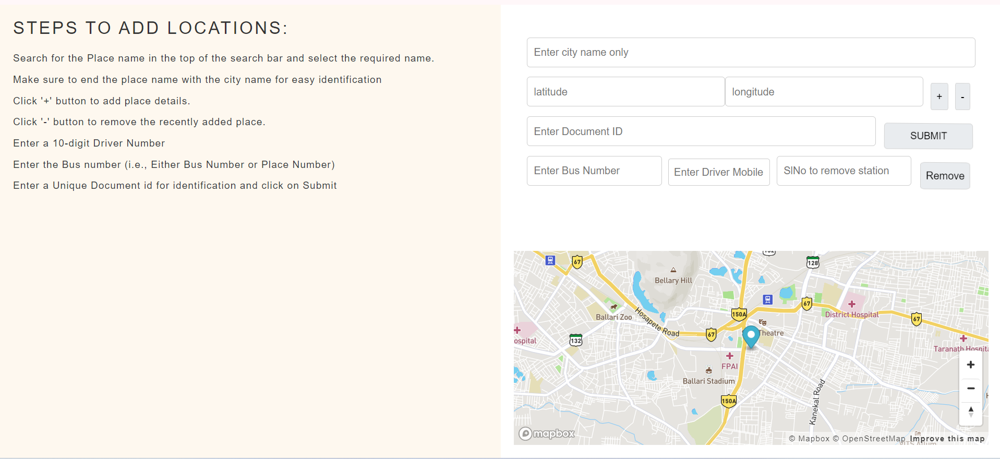 STEPS TO ADD LOCATIONS:
Search for the Place name in the top of the search bar and select the required name.
Make sure to end the place name with the city name for easy identification
Click '+' button to add place details.
Click '-' button to remove the recently added place.
Enter a 10-digit Driver Number
Enter the Bus number (i.e., Either Bus Number or Place Number)
Enter a Unique Document id for identification and click on Submit
Enter city name only
latitude longitude + -
Enter Document ID SUBMIT
Enter Bus Number Enter Driver Mobile SlNo to remove station Remove
67
128
Bellary Hill
67
150A
District Hospital
Ballari Zoo
67
Hosapete Road
67
Theatre
132
ospital
Taranath Hospita
FPAI
Ballari Stadium
150A
Kanekal Road
mapbox
© Mapbox © OpenStreetMap Improve this map